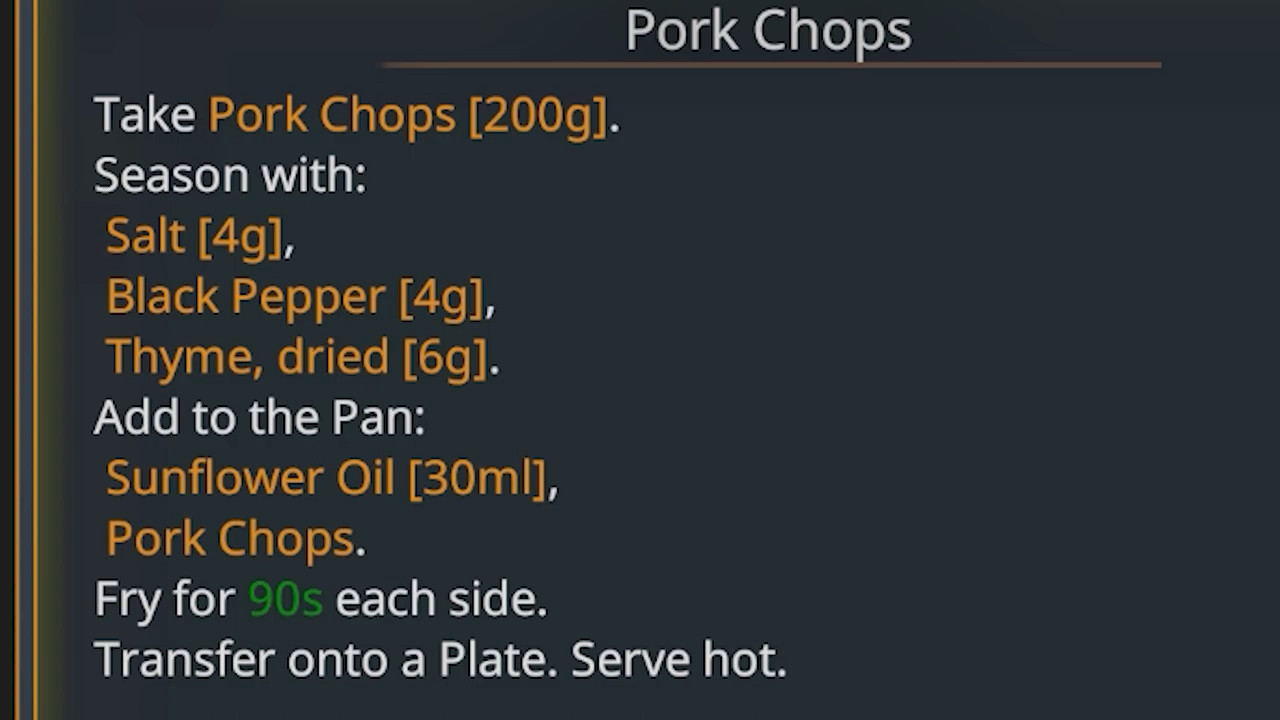 Pork Chops
Take Pork Chops [200g].
Season with:
Salt [4g],
Black Pepper [4g],
Thyme, dried [6g].
Add to the Pan:
Sunflower Oil [30ml],
Pork Chops.
Fry for 90s each side.
Transfer onto a Plate. Serve hot.